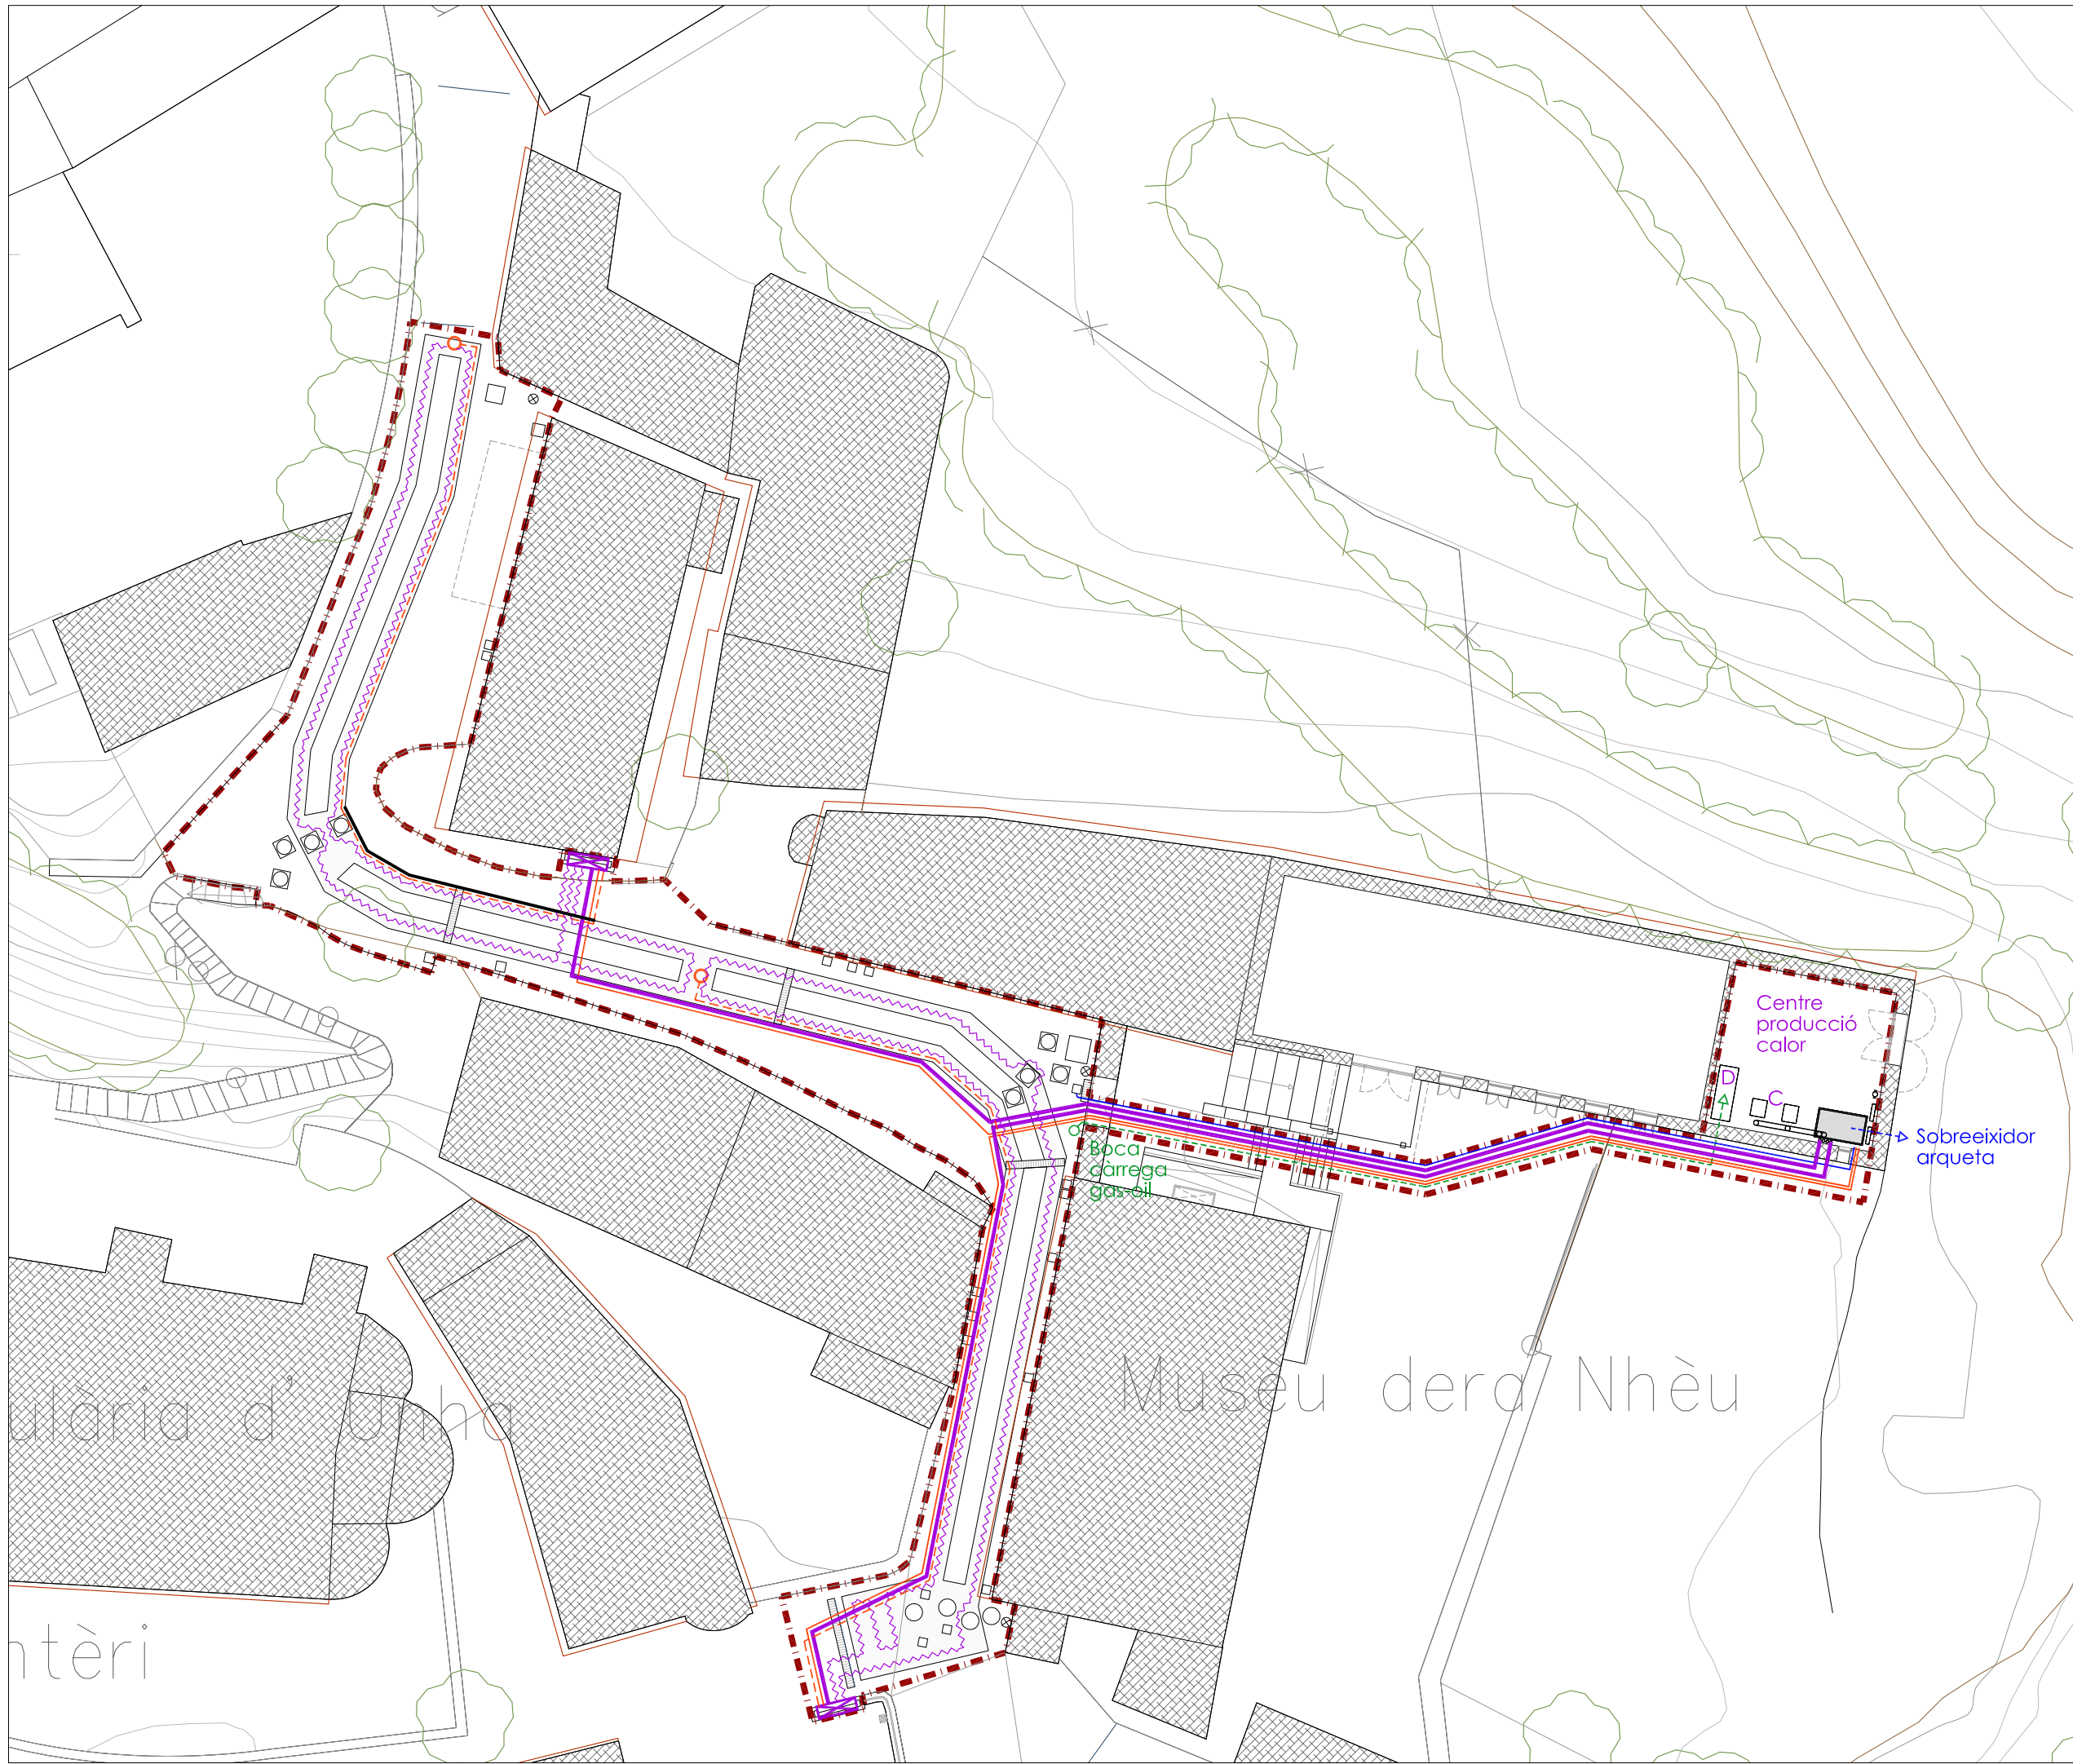 Centre
producció
calor
D
C
Sobreeixidor
arqueta
Boca
càrrega
gas-oil
Musèu dera Nhèu
ulària d'Unha
ntèri